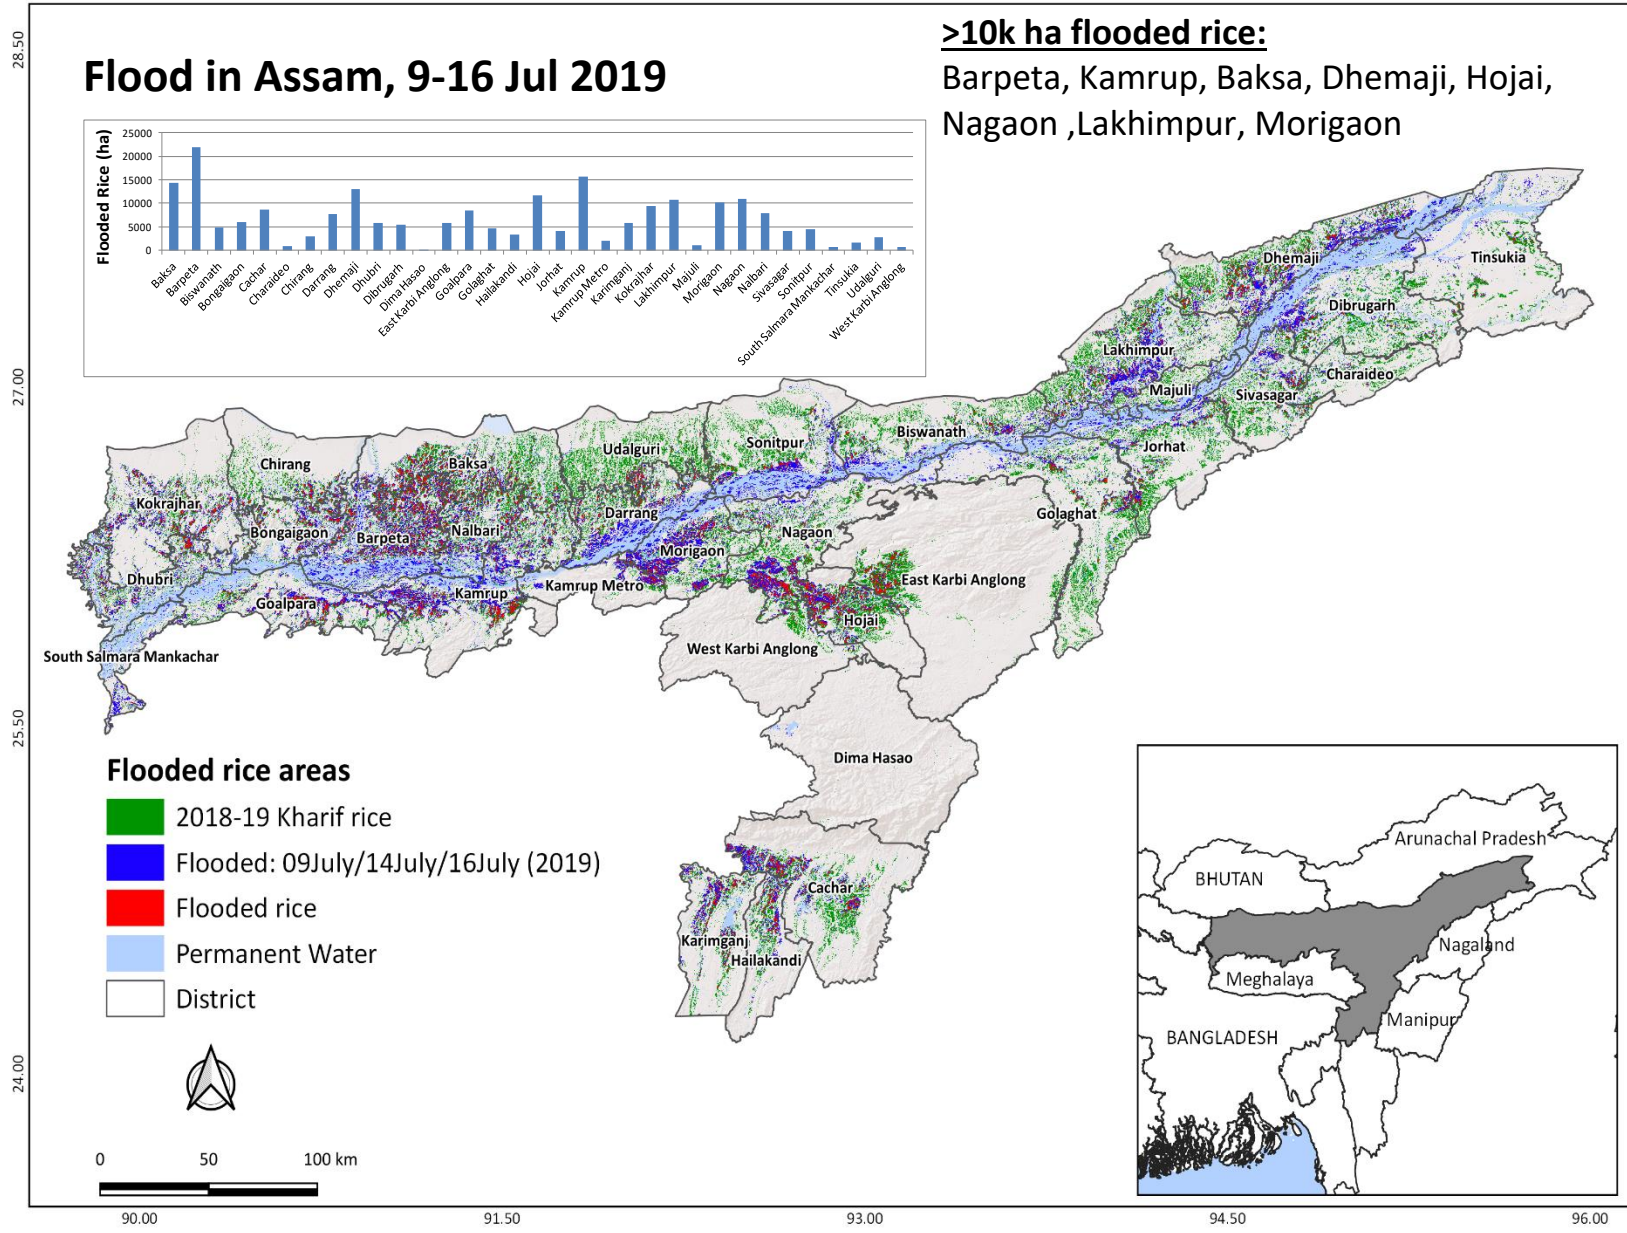 >10k ha flooded rice:
Barpeta, Kamrup, Baksa, Dhemaji, Hojai,
Nagaon ,Lakhimpur, Morigaon
Flood in Assam, 9-16 Jul 2019
Flooded Rice (ha)
25000
20000
15000
10000
5000
0
Baksa
Barpeta
Biswanath
Bongaigaon
Cachar
Charaideo
Chirang
Darrang
Dhemaji
Dhubri
Dibrugarh
Dima Hasao
East Karbi Anglong
Goalpara
Golaghat
Halakandi
Hojai
Jorhat
Kamrup
Kamrup Metro
Karimganj
Kokrajhar
Lakhimpur
Majuli
Morigaon
Nagaon
Nalbari
Sivasagar
Sonitpur
South Salmara Mankachar
Tinsukia
Udalguri
West Karbi Anglong
Dhemaji
Tinsukia
Dibrugarh
Lakhimpur
Charaideo
Majuli
Sivasagar
Biswanath
Sonitpur
Jorhat
Udalguri
Chirang
Baksa
Kokrajhar
Darrang
Golaghat
Bongaigaon
Barpeta
Nalbari
Nagaon
Morigaon
Dhubri
Kamrup Metro
East Karbi Anglong
Goalpara
Kamrup
Hojai
West Karbi Anglong
South Salmara Mankachar
Dima Hasao
Cachar
Karimganj
Hailakandi
Flooded rice areas
2018-19 Kharif rice
Flooded: 09July/14July/16July (2019)
Flooded rice
Permanent Water
District
0 50 100 km
Arunachal Pradesh
BHUTAN
Nagaland
Meghalaya
Manipur
BANGLADESH
28.50
27.00
25.50
24.00
90.00 91.50 93.00 94.50 96.00